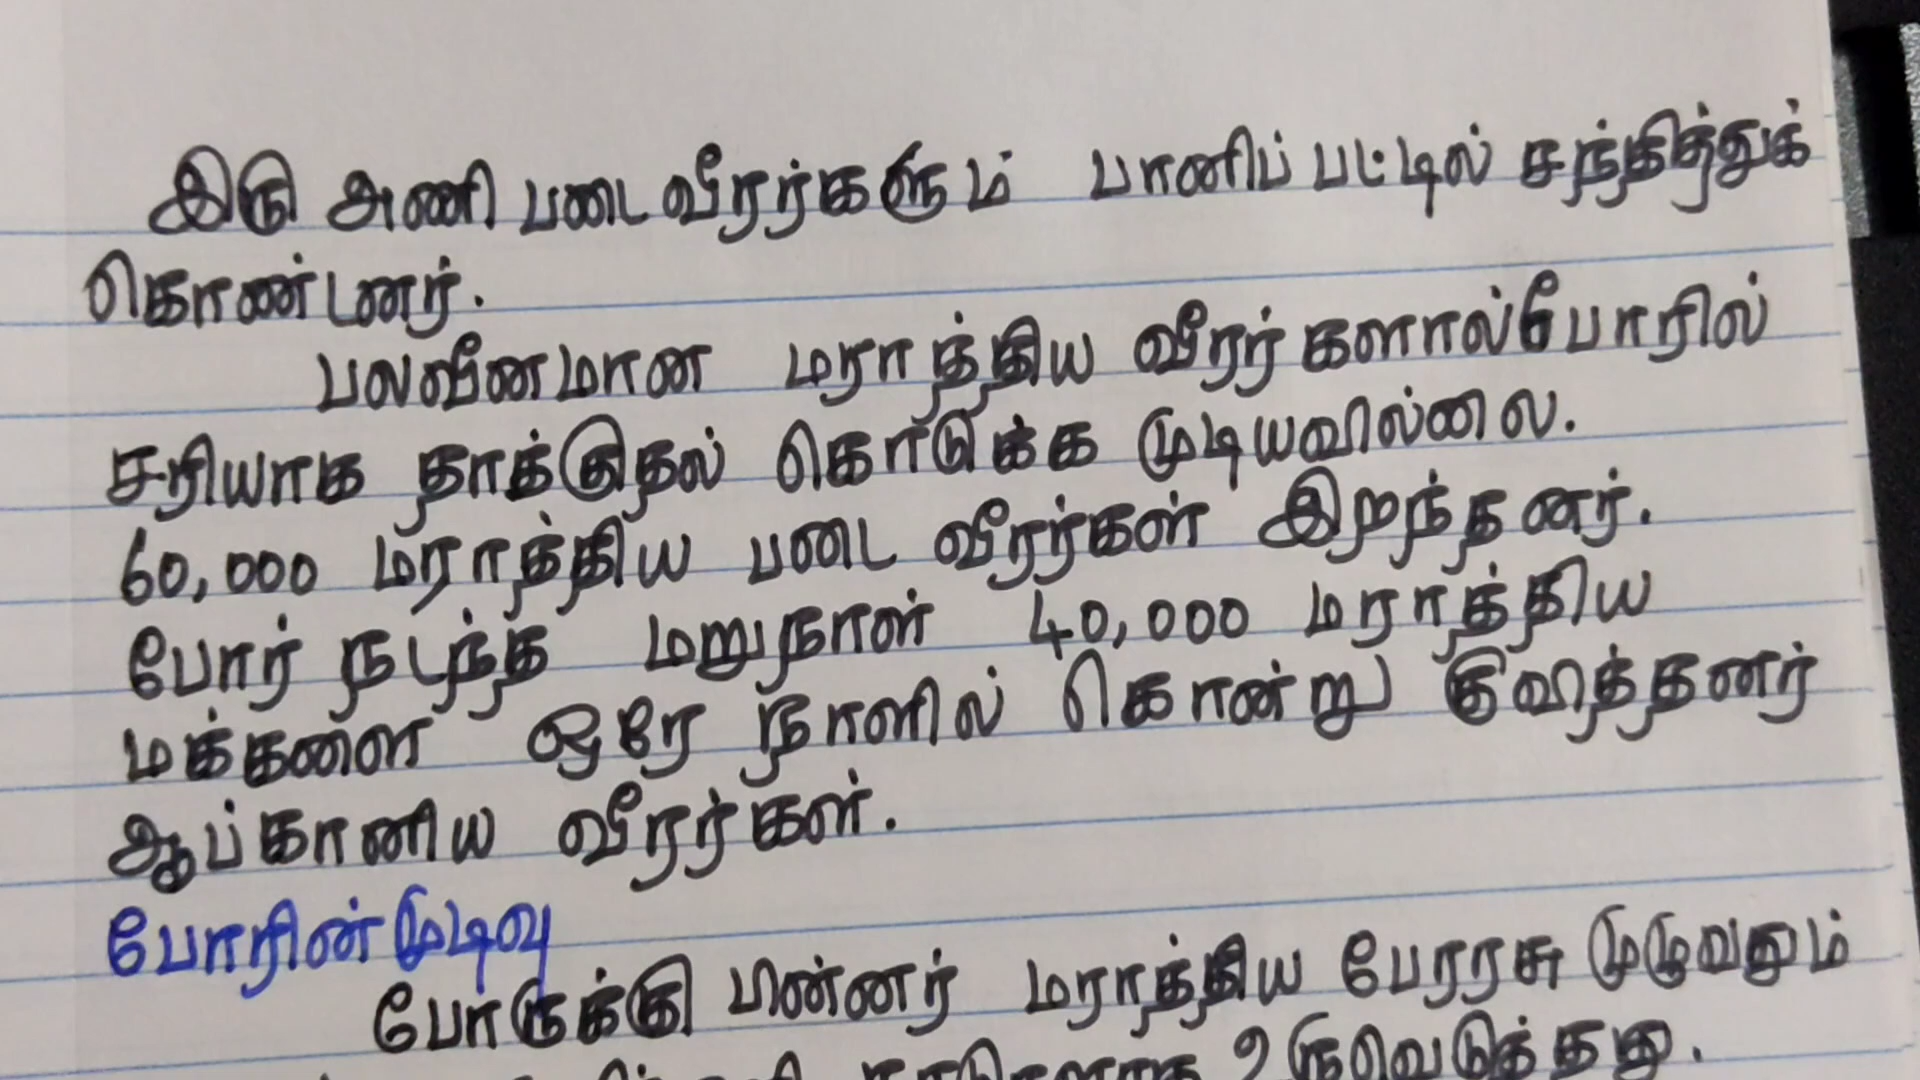 இரு அணி படைவீரர்களும் பானிப்பட்டில் சந்தித்துக்
கொண்டனர்.
பலவீனமான மராத்திய வீரர்களால் போரில்
சரியாக தாக்குதல் கொடுக்க முடியவில்லை.
60,000 மராத்திய படை வீரர்கள் இறந்தனர்.
போர் நடந்த மறுநாள் 40,000 மராத்திய
மக்களை ஒரே நாளில் கொன்று குவித்தனர்
ஆப்கானிய வீரர்கள்.
போரின் முடிவு
போருக்கு பின்னர் மராத்திய பேரரசு முழுவதும்
உருவெடுத்தது.